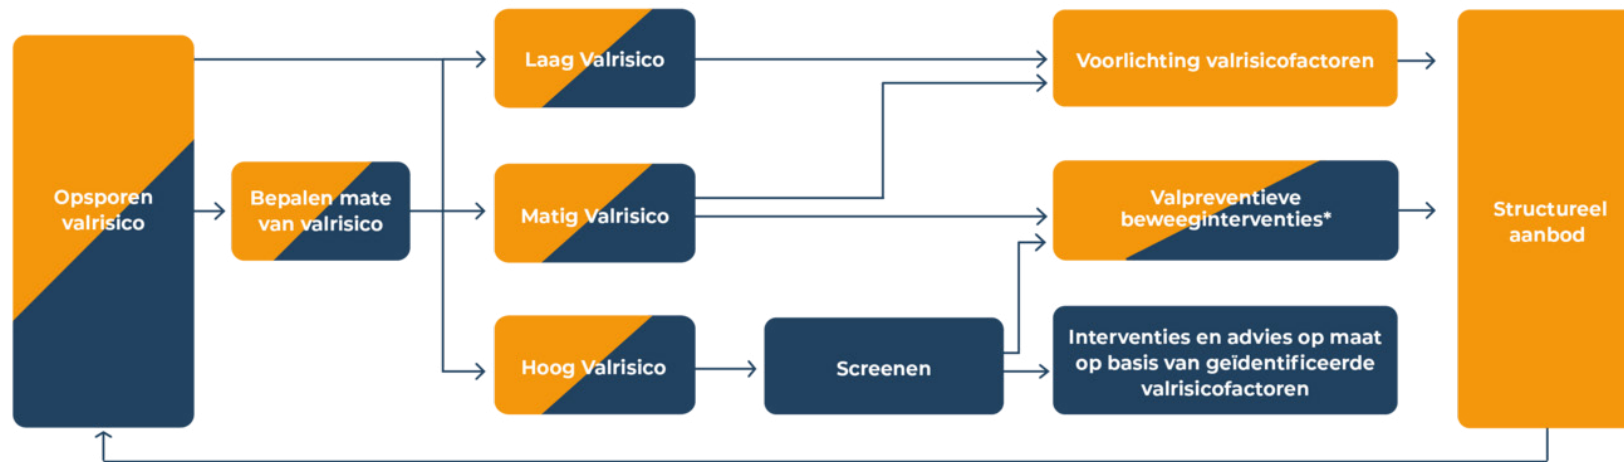 Opsporen
valrisico
Bepalen mate
van valrisico
Laag Valrisico
Matig Valrisico
Hoog Valrisico
Screenen
Voorlichting valrisicofactoren
Valpreventieve
beweeginterventies*
Interventies en advies op maat
op basis van geïdentificeerde
valrisicofactoren
Structureel
aanbod